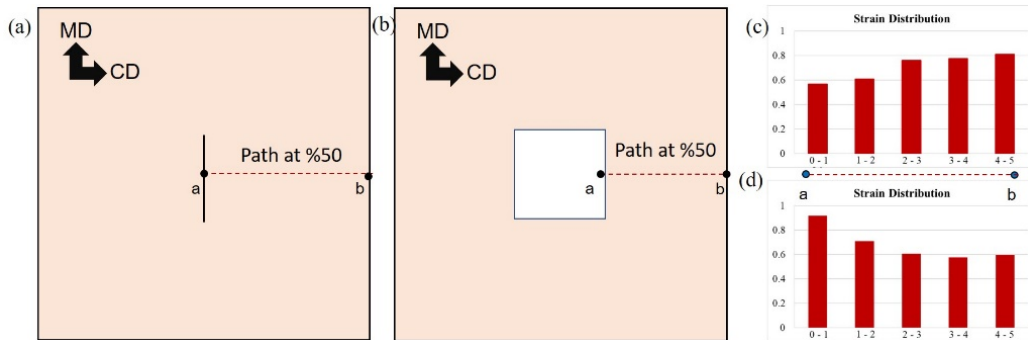 (a)
MD
CD
Path at %50
a
b
(b)
MD
CD
Path at %50
a
b
(c)
Strain Distribution
1
0.8
0.6
0.4
0.2
0
0 - 1 1 - 2 2 - 3 3 - 4 4 - 5
a b
(d)
Strain Distribution
1
0.8
0.6
0.4
0.2
0
0 - 1 1 - 2 2 - 3 3 - 4 4 - 5